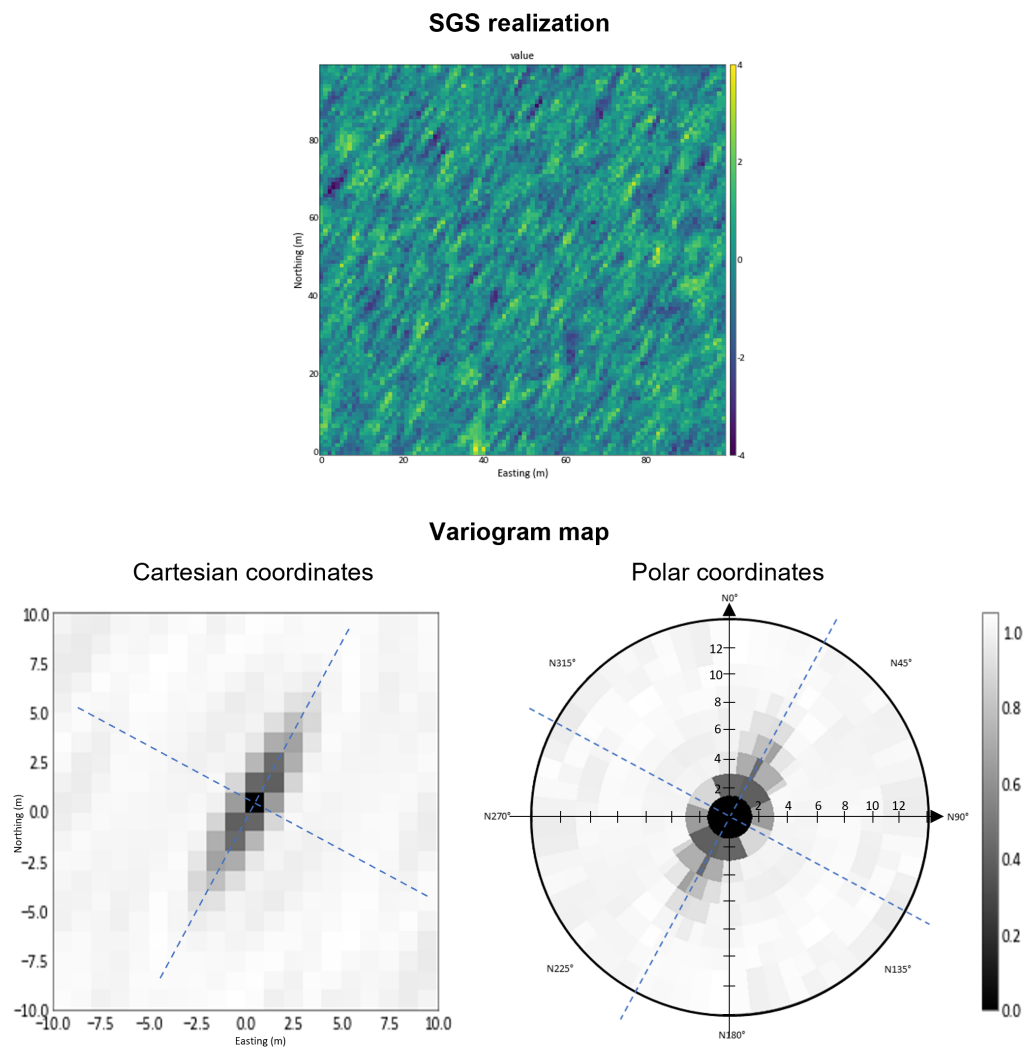 SGS realization
value
4
2
0
-2
-4
80
60
40
20
0
Northing (m)
0 20 40 60 80
Easting (m)
Variogram map
Cartesian coordinates
Polar coordinates
10.0
7.5
5.0
2.5
0.0
−2.5
−5.0
−7.5
−10.0
Northing (m)
−10.0 −7.5 −5.0 −2.5 0.0 2.5 5.0 7.5 10.0
Easting (m)
N0°
N315°
N45°
12
10
8
6
4
2
2 4 6 8 10 12
N270°
N90°
N225°
N135°
N180°
1.0
0.8
0.6
0.4
0.2
0.0